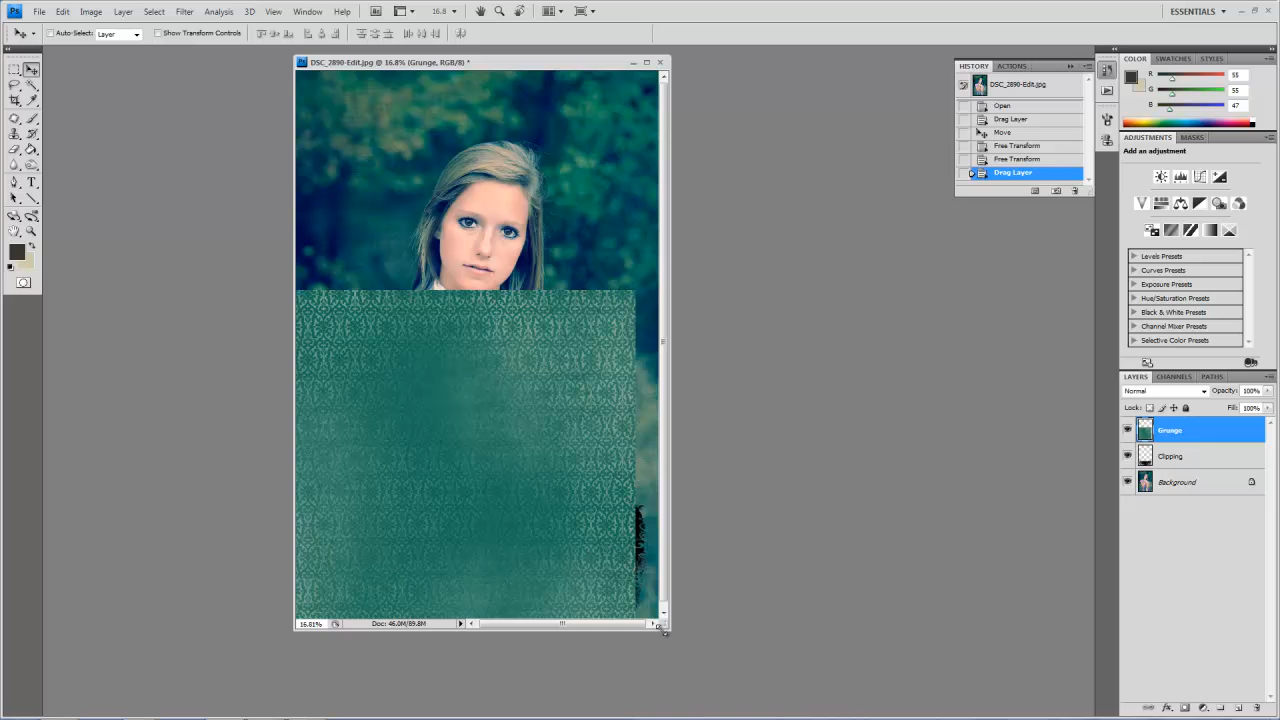 Ps File Edit Image Layer Select Filter Analysis 3D View Window Help 16.8 ESSENTIALS
Auto-Select: Layer Show Transform Controls
DSC_2890-Edit.jpg @ 16.8% (Grunge, RGB/8) *
16.81% Doc: 46.0M/89.8M
HISTORY ACTIONS
DSC_2890-Edit.jpg
Open
Drag Layer
Move
Free Transform
Free Transform
Drag Layer
COLOR SWATCHES STYLES
R 55
G 55
B 47
ADJUSTMENTS MASKS
Add an adjustment
Levels Presets
Curves Presets
Exposure Presets
Hue/Saturation Presets
Black & White Presets
Channel Mixer Presets
Selective Color Presets
LAYERS CHANNELS PATHS
Normal Opacity: 100%
Lock: Fill: 100%
Grunge
Clipping
Background